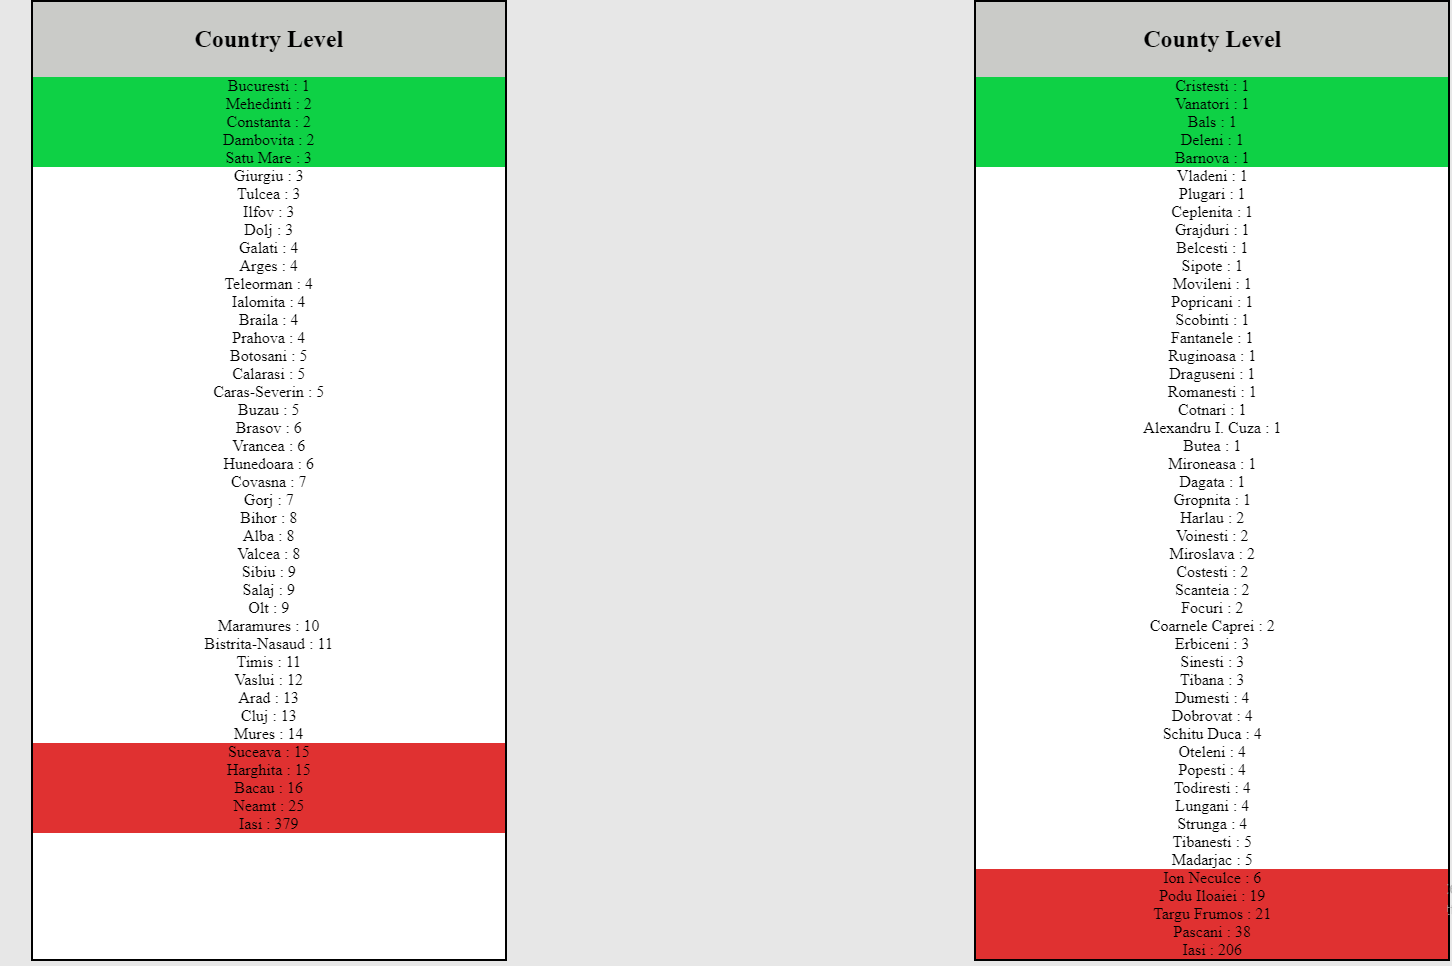 Country Level
Bucuresti : 1
Mehedinti : 2
Constanta : 2
Dambovita : 2
Satu Mare : 3
Giurgiu : 3
Tulcea : 3
Ilfov : 3
Dolj : 3
Galati : 4
Arges : 4
Teleorman : 4
Ialomita : 4
Braila : 4
Prahova : 4
Botosani : 5
Calarasi : 5
Caras-Severin : 5
Buzau : 5
Brasov : 6
Vrancea : 6
Hunedoara : 6
Covasna : 7
Gorj : 7
Bihor : 8
Alba : 8
Valcea : 8
Sibiu : 9
Salaj : 9
Olt : 9
Maramures : 10
Bistrita-Nasaud : 11
Timis : 11
Vaslui : 12
Arad : 13
Cluj : 13
Mures : 14
Suceava : 15
Harghita : 15
Bacau : 16
Neamt : 25
Iasi : 379
County Level
Cristesti : 1
Vanatori : 1
Bals : 1
Deleni : 1
Barnova : 1
Vladeni : 1
Plugari : 1
Ceplenita : 1
Grajduri : 1
Belcesti : 1
Sipote : 1
Movileni : 1
Popricani : 1
Scobinti : 1
Fantanele : 1
Ruginoasa : 1
Draguseni : 1
Romanesti : 1
Cotnari : 1
Alexandru I. Cuza : 1
Butea : 1
Mironeasa : 1
Dagata : 1
Gropnita : 1
Harlau : 2
Voinesti : 2
Miroslava : 2
Costesti : 2
Scanteia : 2
Focuri : 2
Coarnele Caprei : 2
Erbiceni : 3
Sinesti : 3
Tibana : 3
Dumesti : 4
Dobrovat : 4
Schitu Duca : 4
Oteleni : 4
Popesti : 4
Todiresti : 4
Lungani : 4
Strunga : 4
Tibanesti : 5
Madarjac : 5
Ion Neculce : 6
Podu Iloaiei : 19
Targu Frumos : 21
Pascani : 38
Iasi : 206